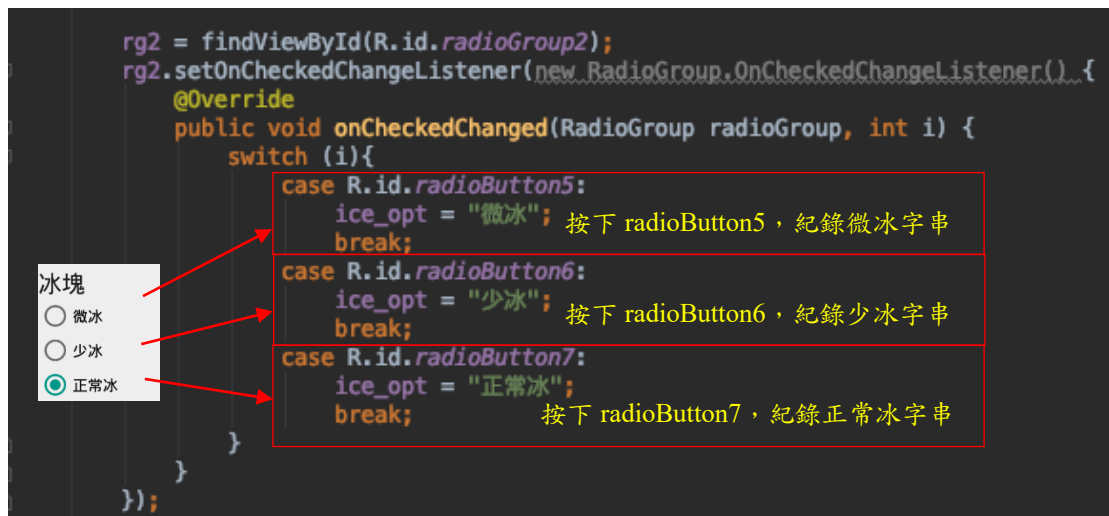 rg2 = findViewById(R.id.radioGroup2);
rg2.setOnCheckedChangeListener(new RadioGroup.OnCheckedChangeListener() {
@Override
public void onCheckedChanged(RadioGroup radioGroup, int i) {
switch (i){
case R.id.radioButton5:
ice_opt = "微冰";
按下 radioButton5，紀錄微冰字串
break;
case R.id.radioButton6:
ice_opt = "少冰";
按下 radioButton6，紀錄少冰字串
break;
case R.id.radioButton7:
ice_opt = "正常冰";
break;
按下 radioButton7，紀錄正常冰字串
}
}
});
冰塊
微冰
少冰
正常冰